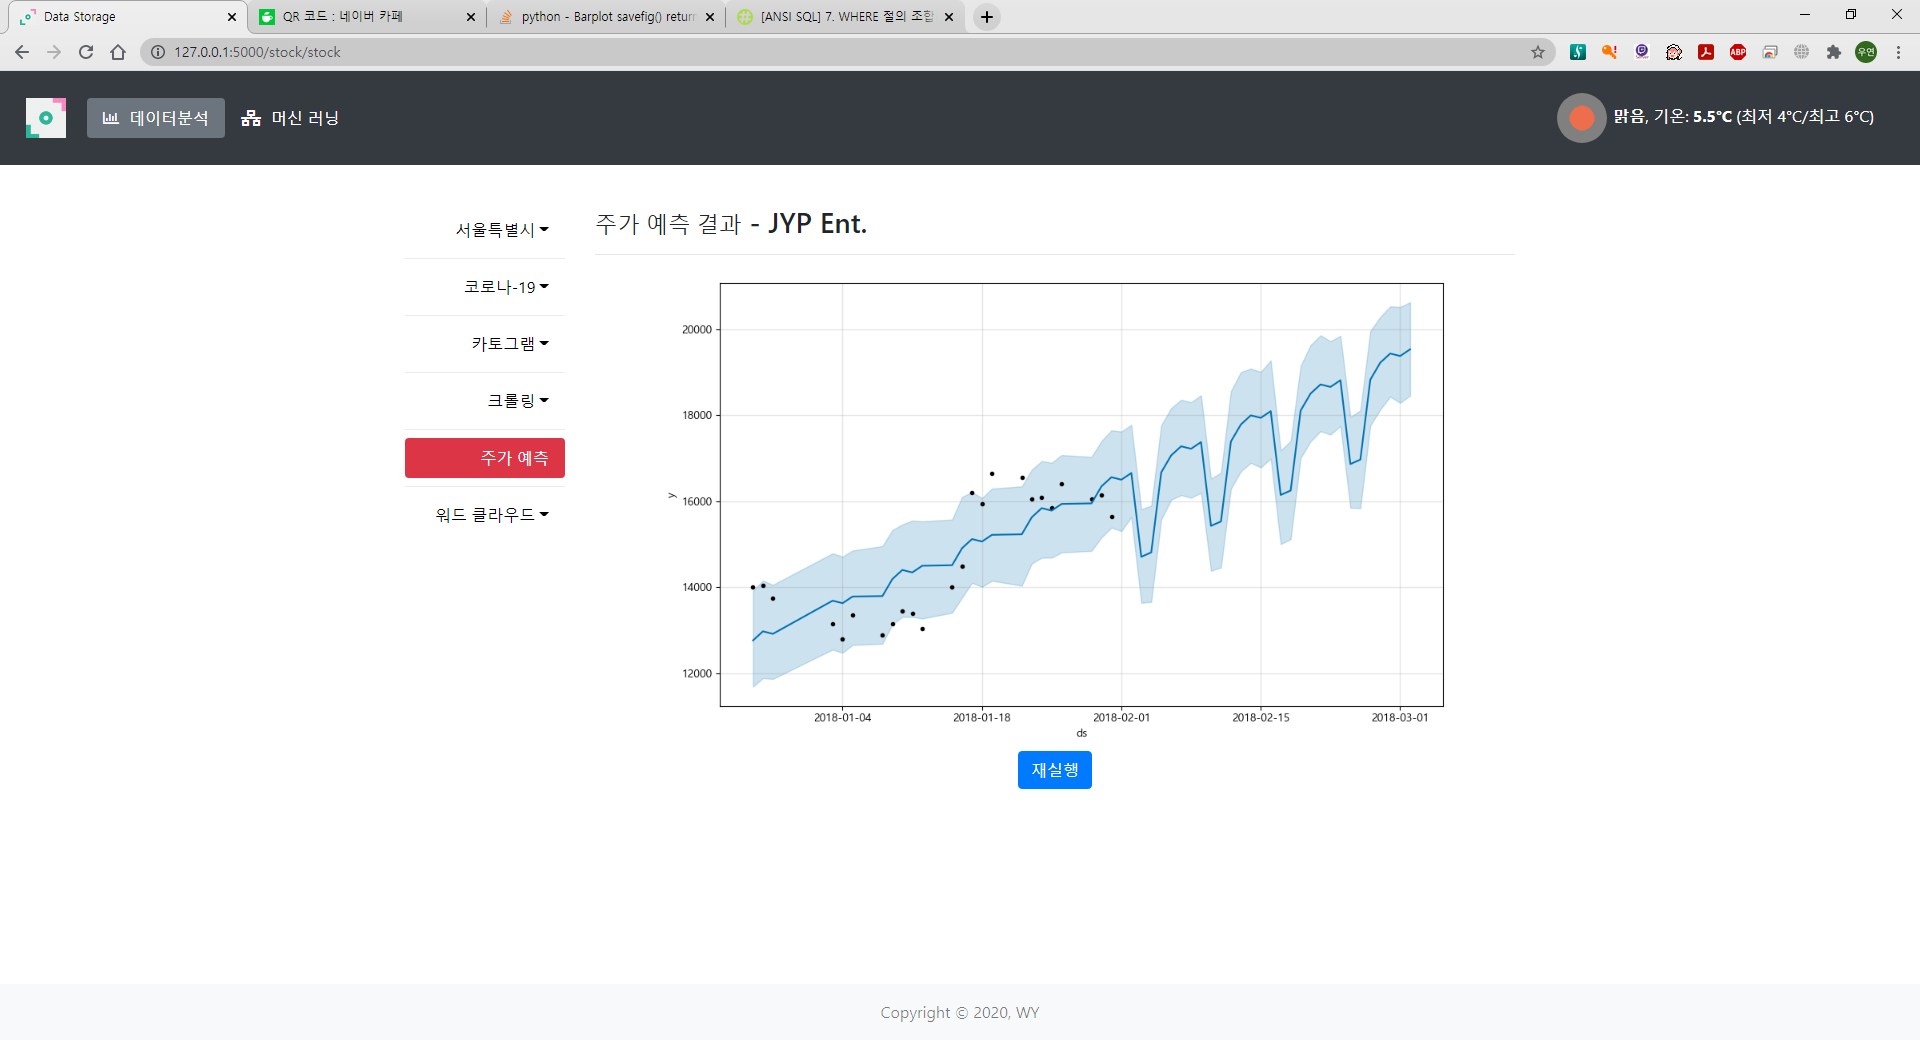 Data Storage
QR 코드 : 네이버 카페
python - Barplot savefig() return
[ANSI SQL] 7. WHERE 절의 조합
127.0.0.1:5000/stock/stock
ABP
우연
데이터분석
머신 러닝
맑음, 기온: 5.5℃ (최저 4℃/최고 6℃)
서울특별시
코로나-19
카토그램
크롤링
주가 예측
워드 클라우드
주가 예측 결과 - JYP Ent.
20000
18000
16000
14000
12000
y
2018-01-04 2018-01-18 2018-02-01 2018-02-15 2018-03-01
ds
재실행
Copyright © 2020, WY